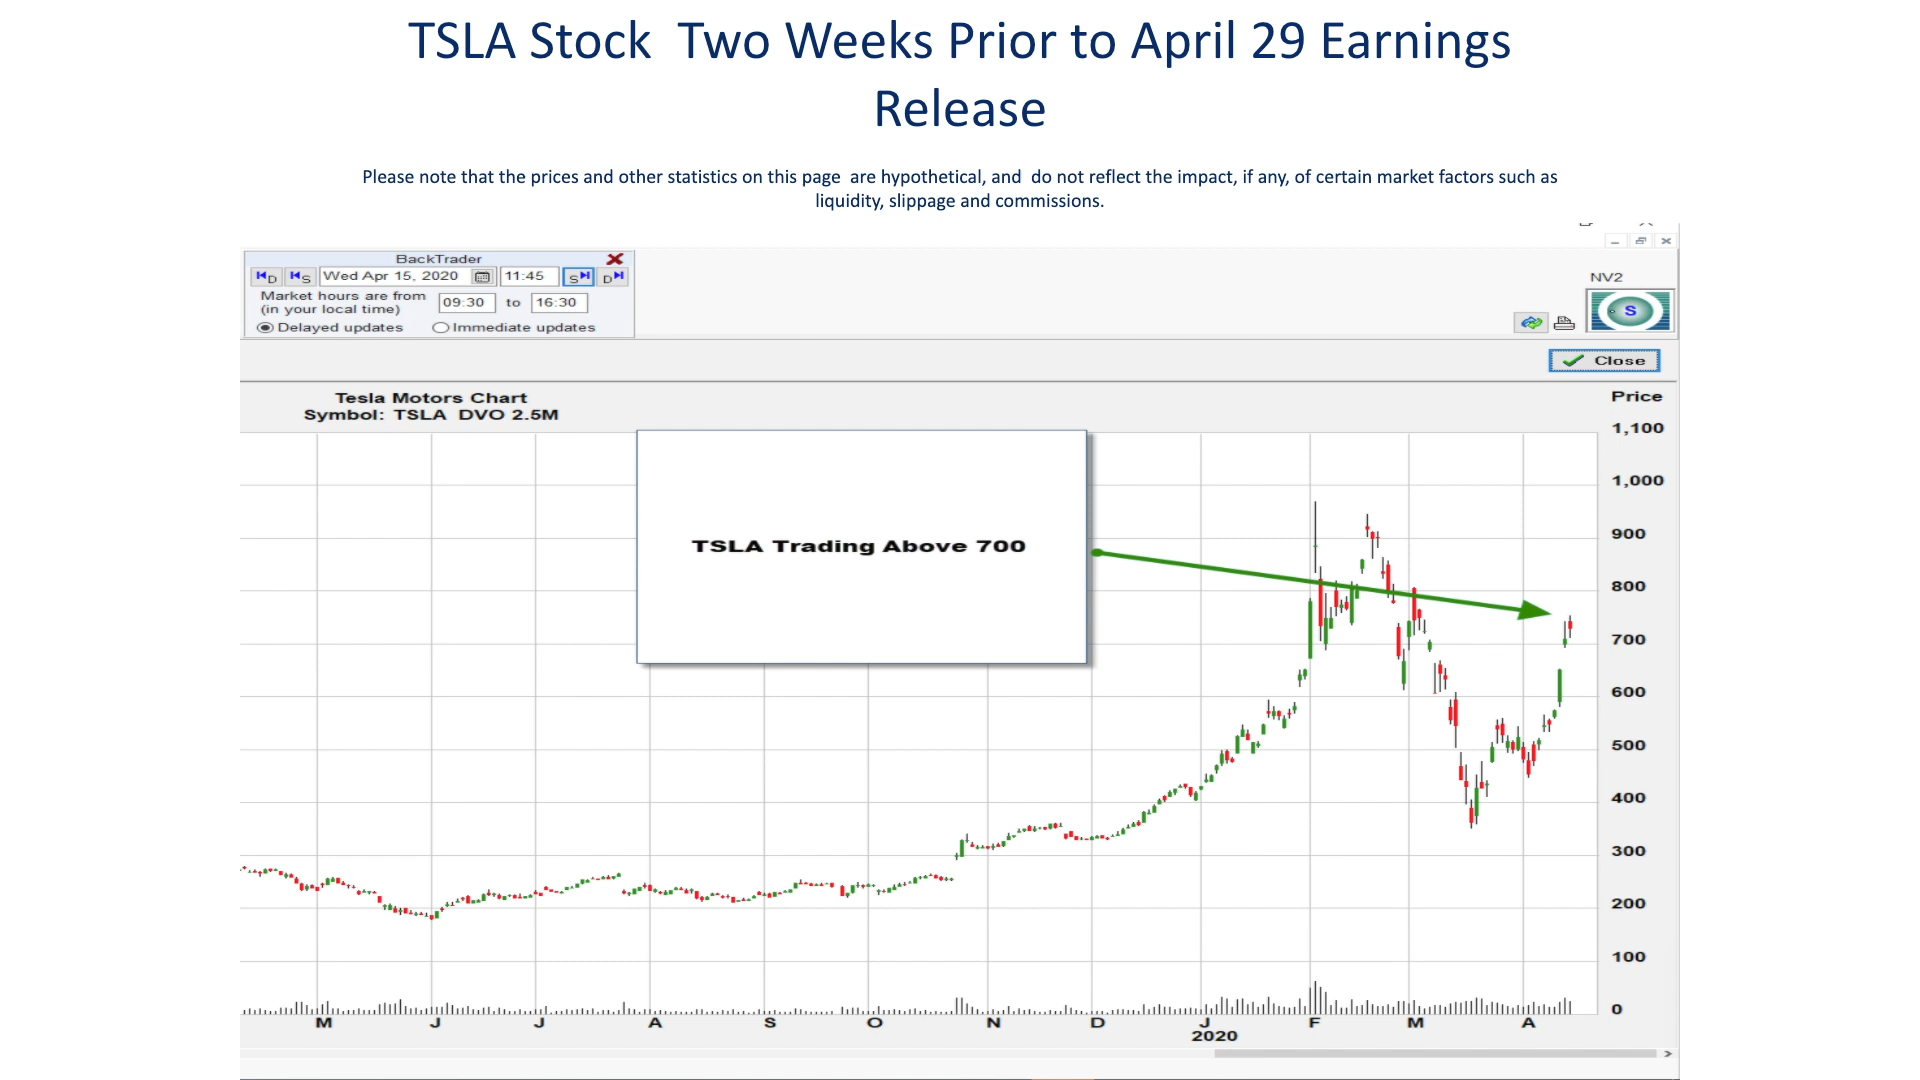 TSLA Stock  Two Weeks Prior to April 29 Earnings
Release
Please note that the prices and other statistics on this page  are hypothetical, and  do not reflect the impact, if any, of certain market factors such as
liquidity, slippage and commissions.
BackTrader
D S Wed Apr 15, 2020 11:45 S D
Market hours are from
(in your local time)
09:30 to 16:30
Delayed updates Immediate updates
NV2
S
Close
Tesla Motors Chart
Symbol: TSLA  DVO 2.5M
Price
1,100
1,000
900
800
700
600
500
400
300
200
100
0
TSLA Trading Above 700
M J J A S O N D J F M A
2020